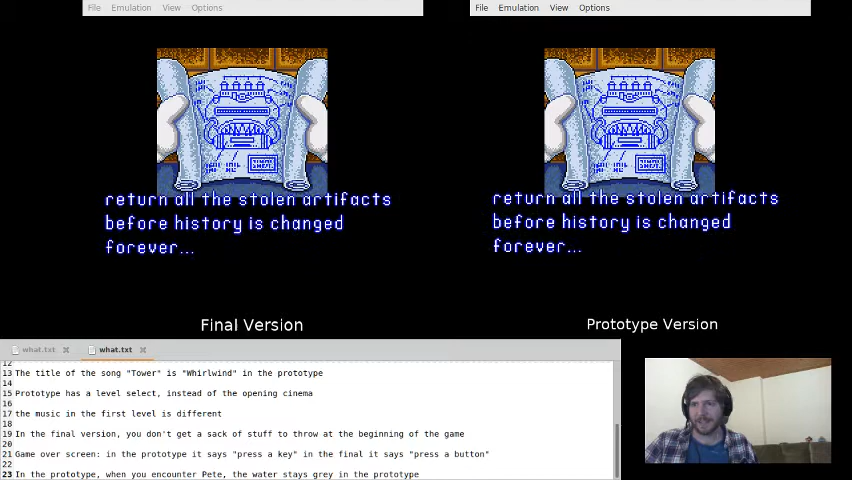 File Emulation View Options
File Emulation View Options
return all the stolen artifacts
before history is changed
forever...
return all the stolen artifacts
before history is changed
forever...
Final Version
Prototype Version
what.txt
what.txt
12
13 The title of the song "Tower" is "Whirlwind" in the prototype
14
15 Prototype has a level select, instead of the opening cinema
16
17 the music in the first level is different
18
19 In the final version, you don't get a sack of stuff to throw at the beginning of the game
20
21 Game over screen: in the prototype it says "press a key" in the final it says "press a button"
22
23 In the prototype, when you encounter Pete, the water stays grey in the prototype